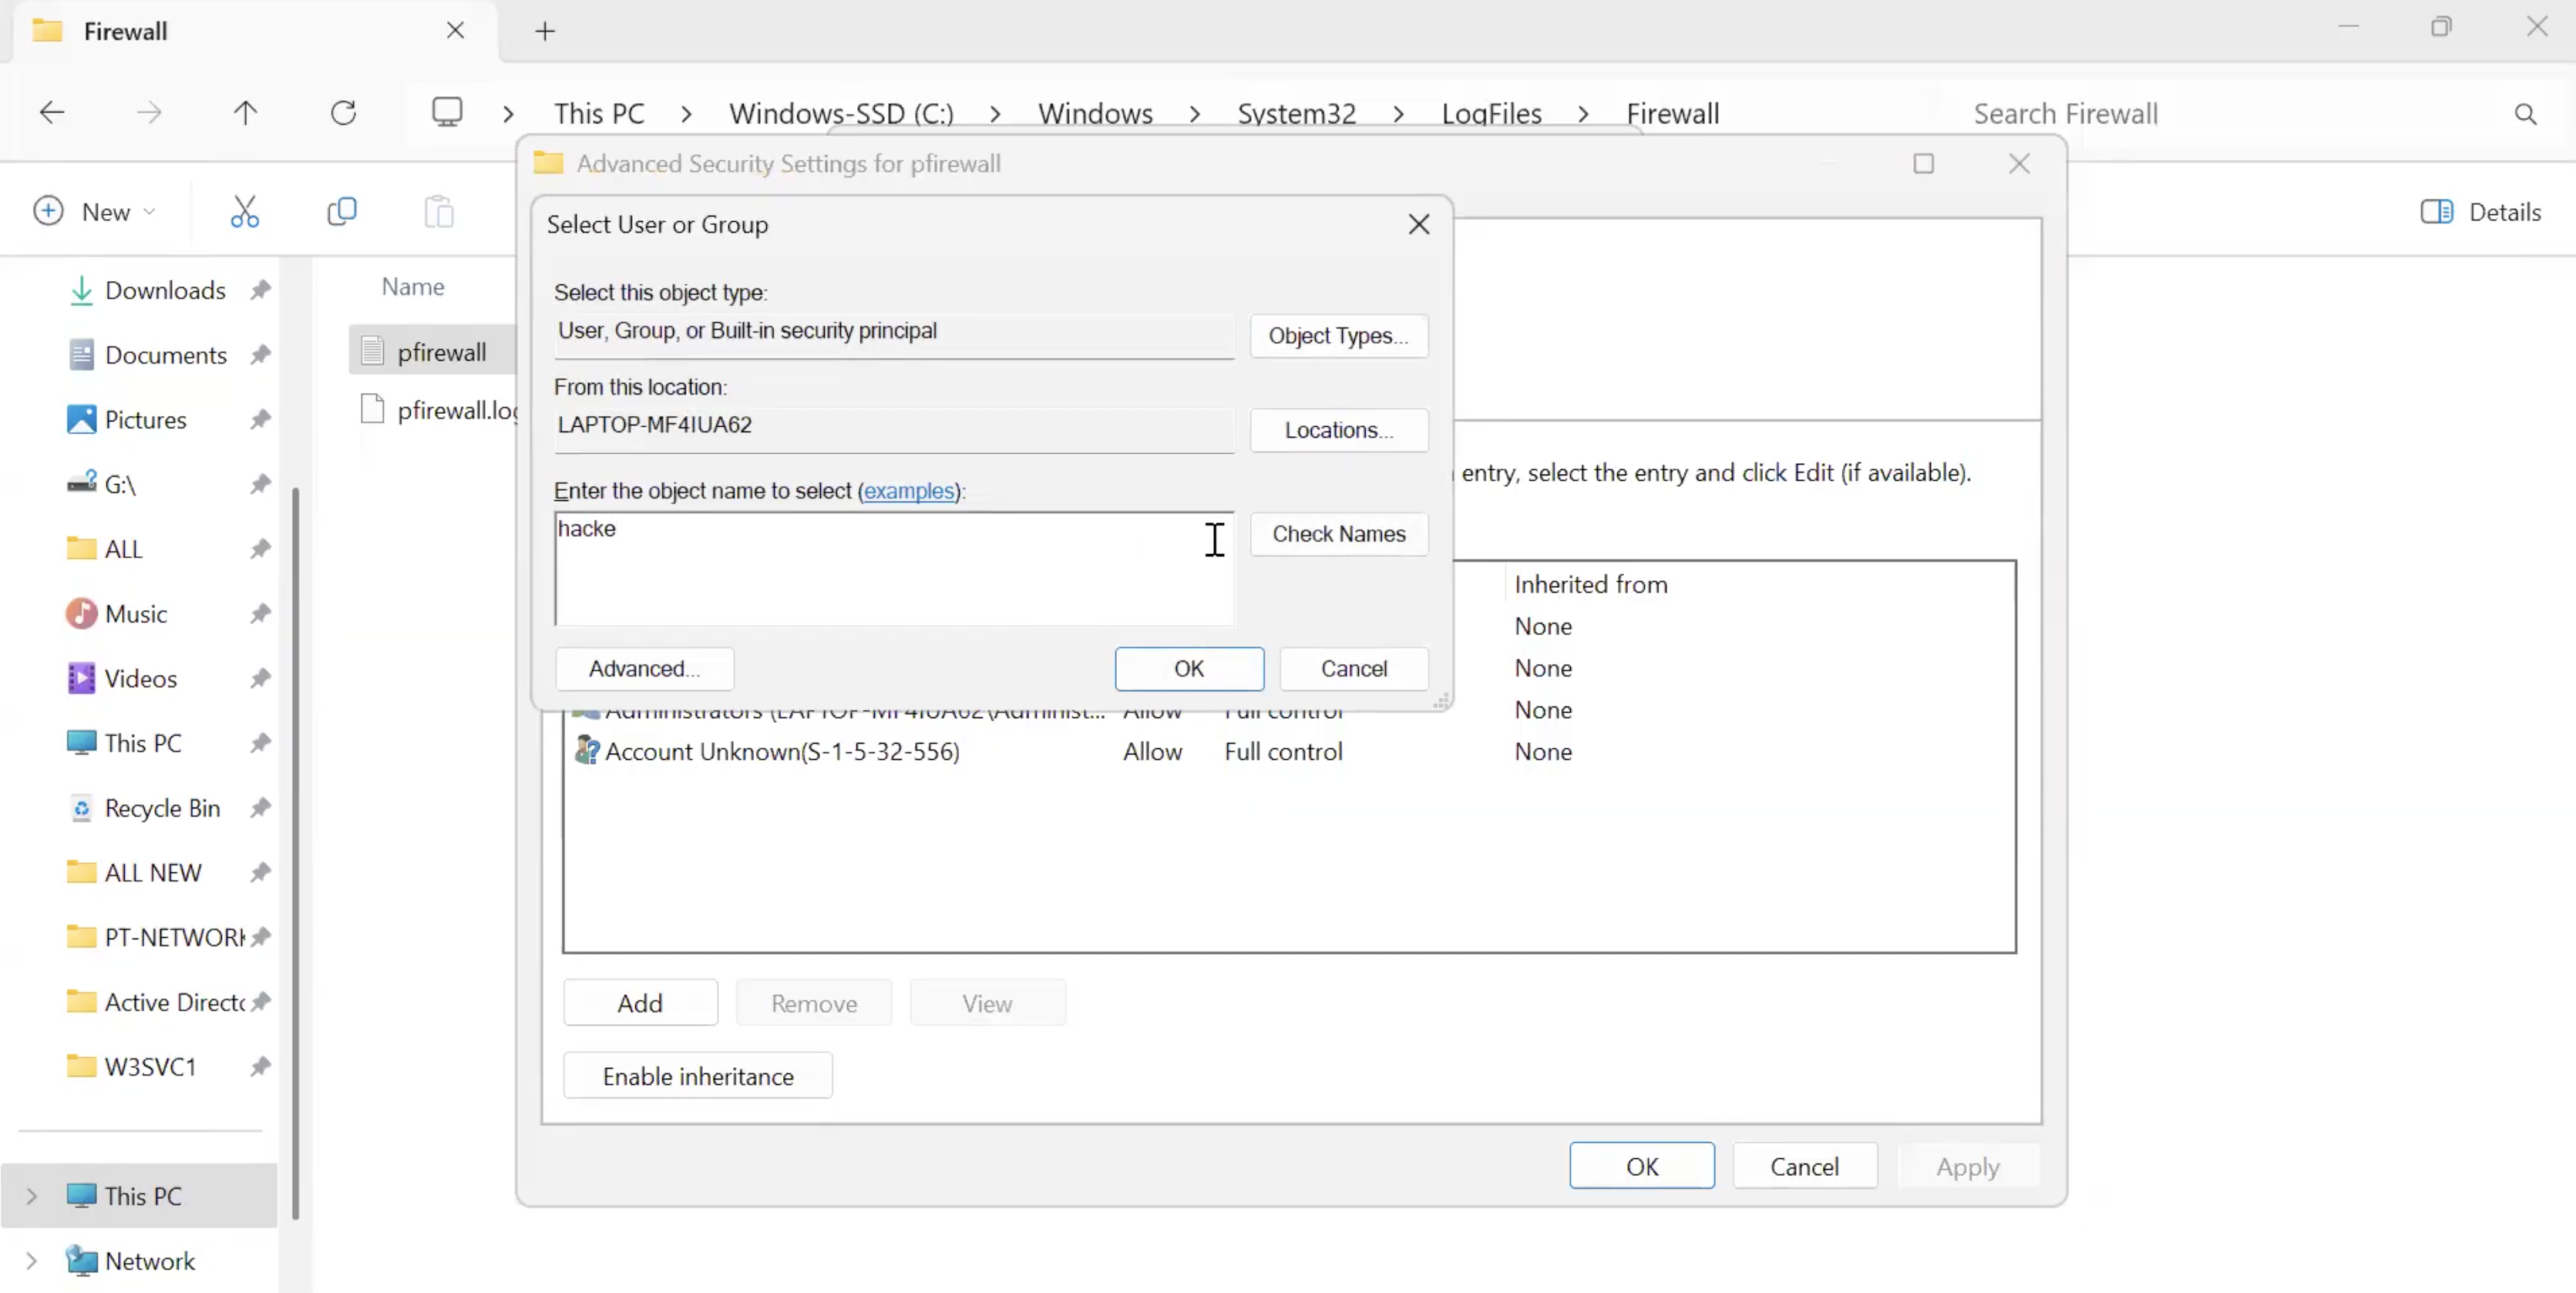 Firewall
This PC > Windows-SSD (C:) > Windows > System32 > LogFiles > Firewall
Search Firewall
Advanced Security Settings for pfirewall
New
Details
Select User or Group
Downloads
Name
Select this object type:
User, Group, or Built-in security principal
Object Types...
Documents
pfirewall
From this location:
LAPTOP-MF4IUA62
Locations...
Pictures
pfirewall.log
entry, select the entry and click Edit (if available).
G:\
Enter the object name to select (examples):
hacke
Check Names
ALL
Inherited from
Music
None
Advanced...
OK
Cancel
None
Videos
Administrators (LAPTOP-MF4IUA62\Administ... Allow Full control None
This PC
Account Unknown(S-1-5-32-556) Allow Full control None
Recycle Bin
ALL NEW
PT-NETWORK
Active Directo
Add
Remove
View
W3SVC1
Enable inheritance
OK
Cancel
Apply
This PC
Network